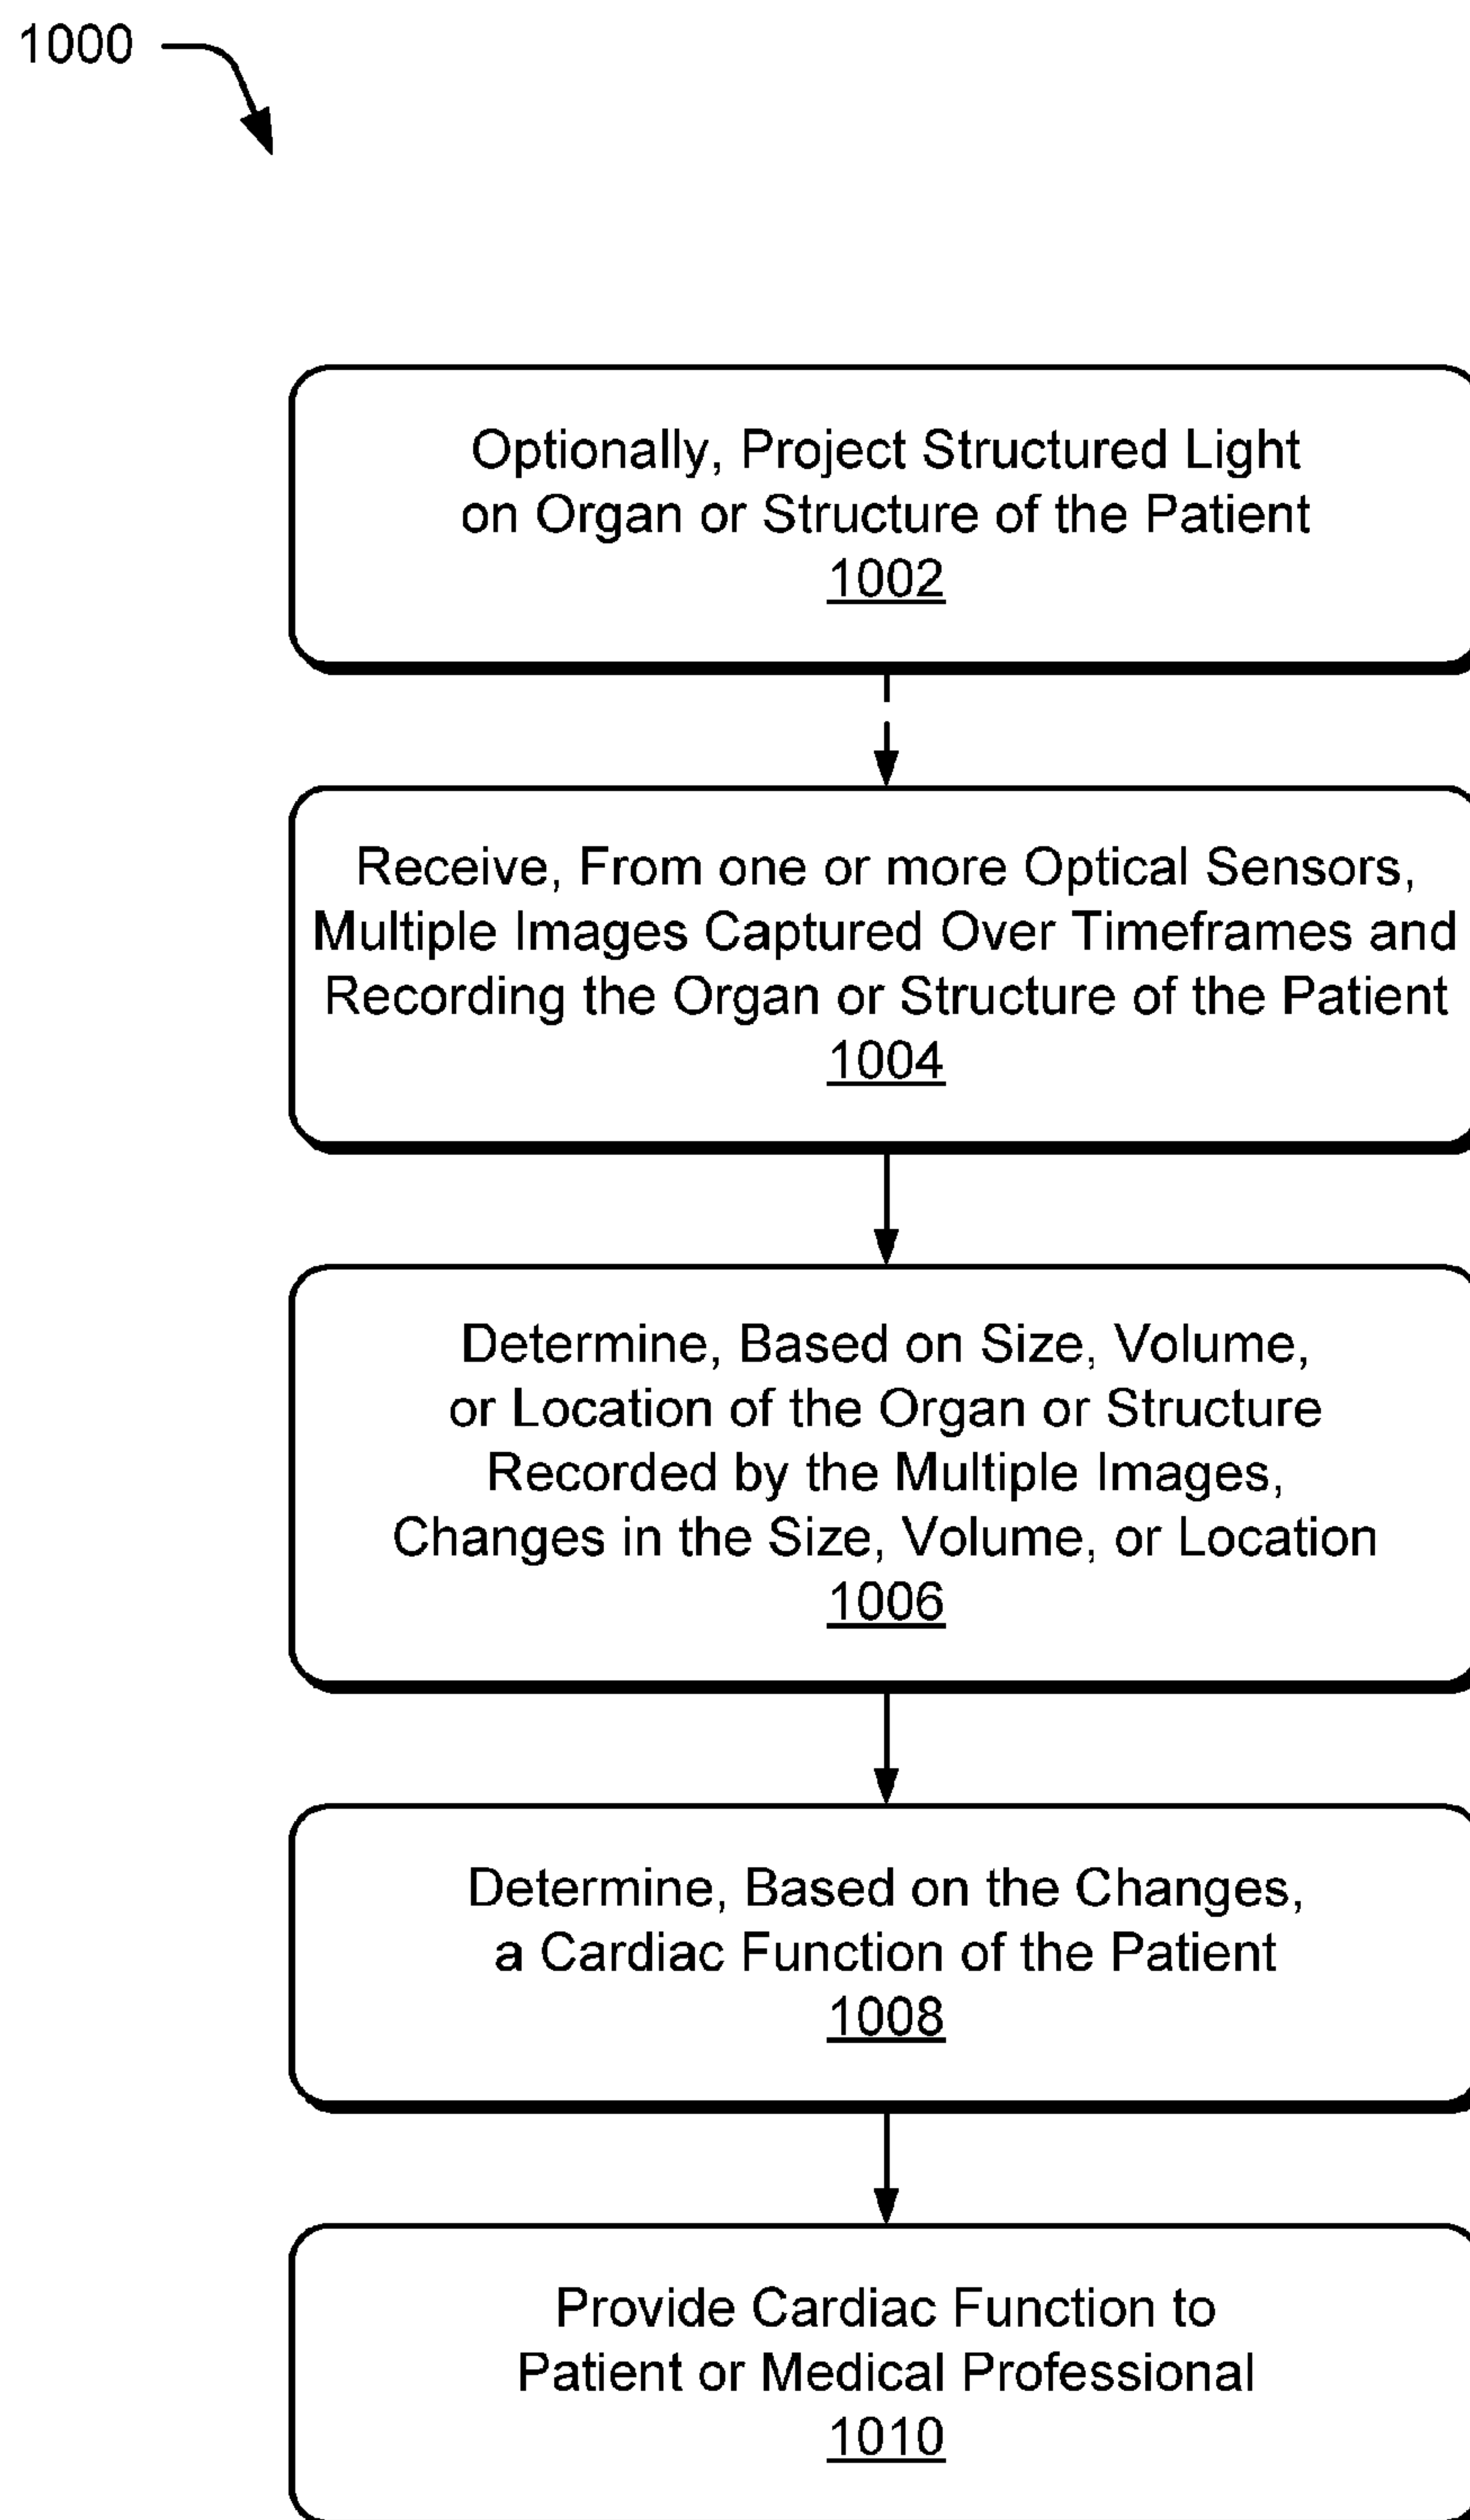 1000
Optionally, Project Structured Light
on Organ or Structure of the Patient
1002
Receive, From one or more Optical Sensors,
Multiple Images Captured Over Timeframes and
Recording the Organ or Structure of the Patient
1004
Determine, Based on Size, Volume,
or Location of the Organ or Structure
Recorded by the Multiple Images,
Changes in the Size, Volume, or Location
1006
Determine, Based on the Changes,
a Cardiac Function of the Patient
1008
Provide Cardiac Function to
Patient or Medical Professional
1010